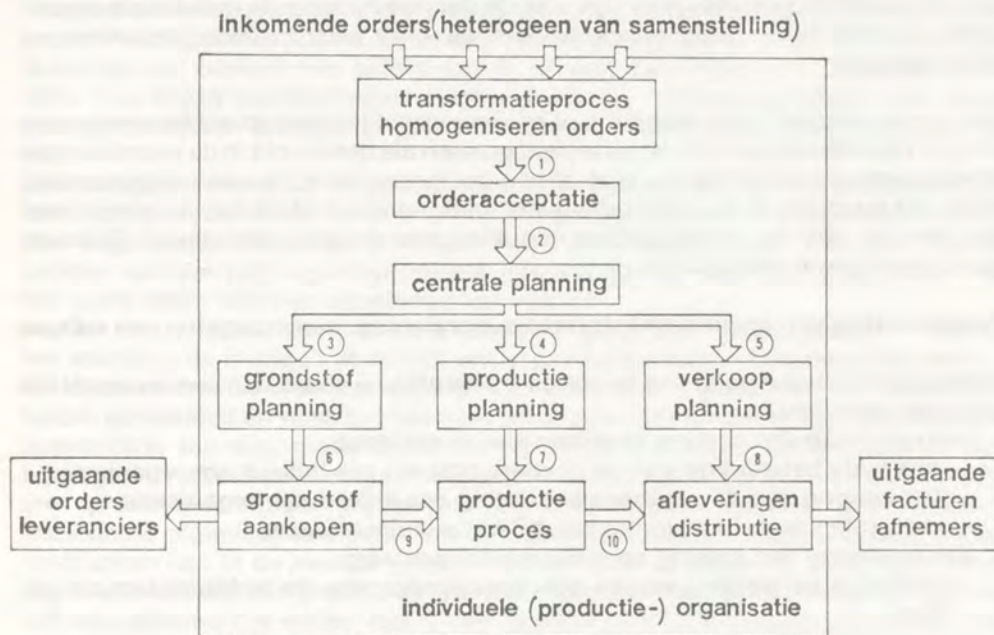 inkomende orders(heterogeen van samenstelling)
transformatieproces
homogeniseren orders
1
orderacceptatie
2
centrale planning
3
4
5
grondstof
planning
productie
planning
verkoop
planning
6
7
8
uitgaande
orders
leveranciers
grondstof
aankopen
9
productie
proces
10
afleveringen
distributie
uitgaande
facturen
afnemers
individuele (productie-) organisatie